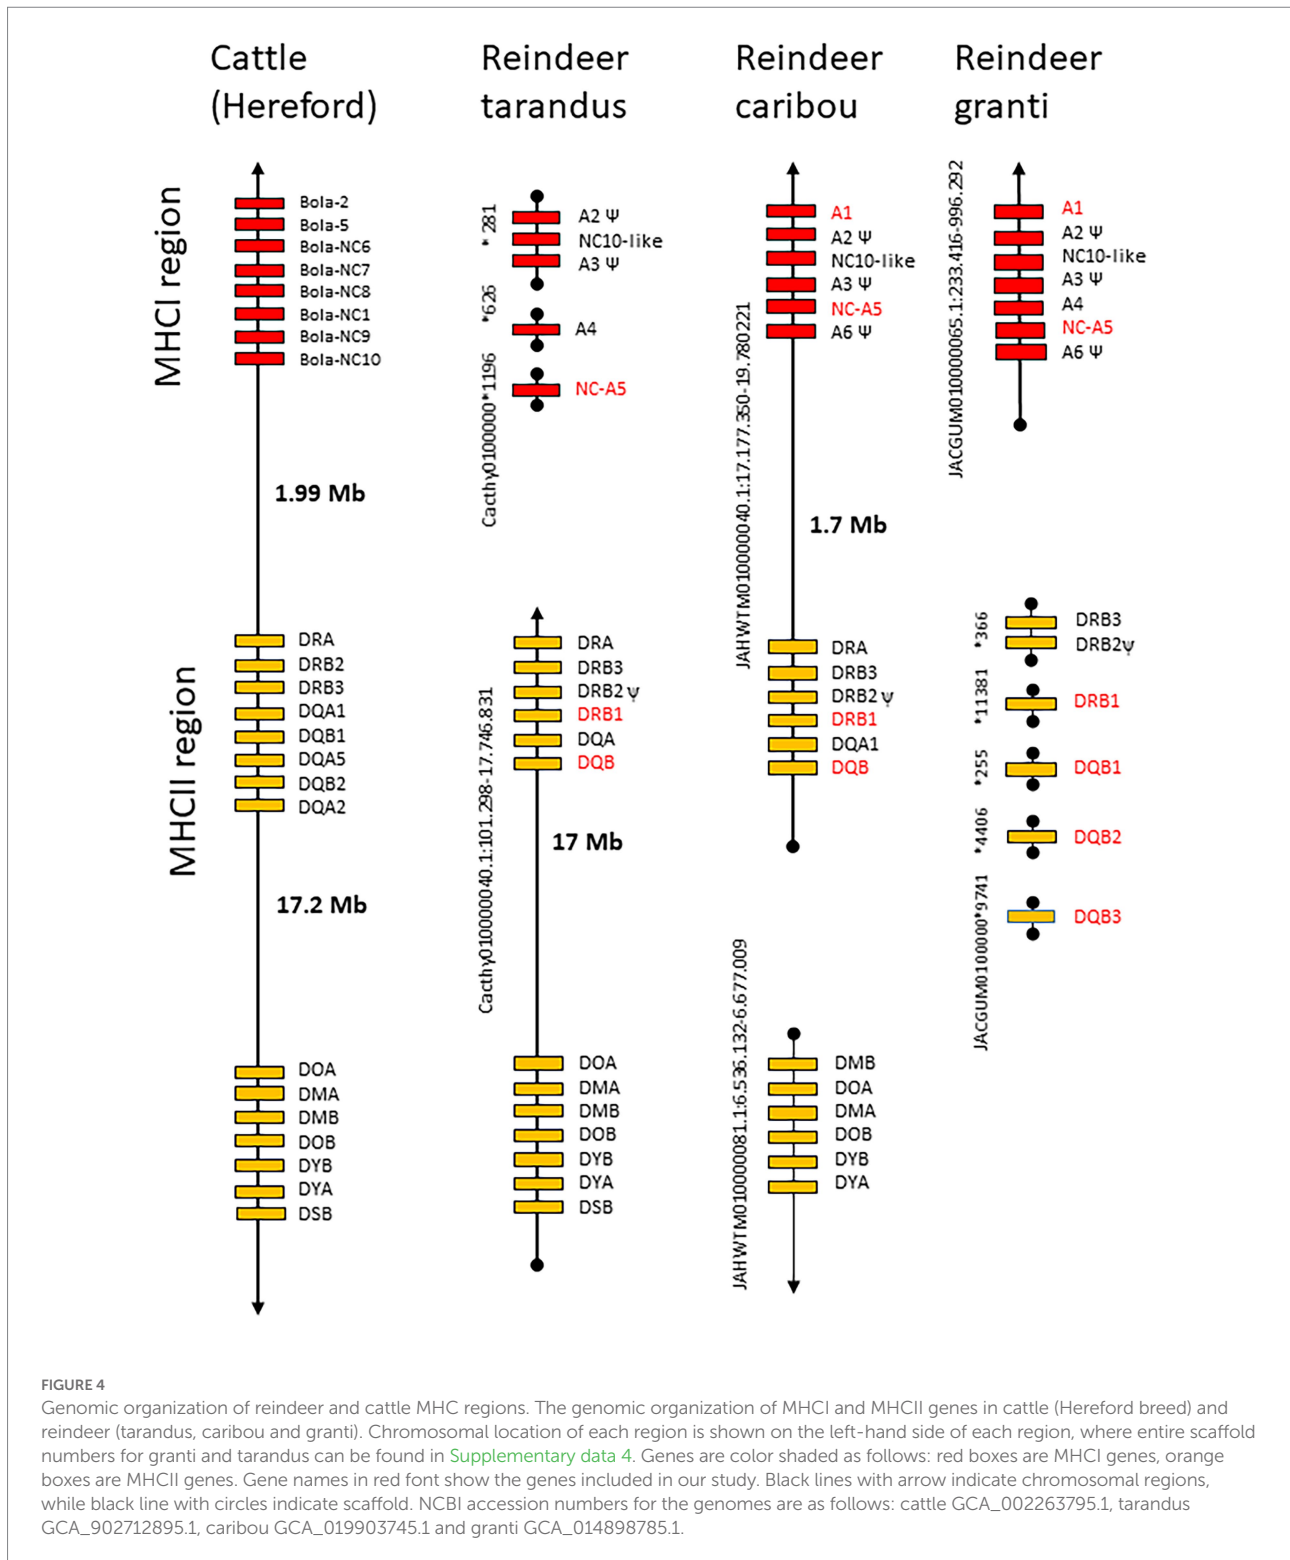 Cattle
(Hereford)
Reindeer
tarandus
Reindeer
caribou
Reindeer
granti
MHCI region
Bola-2
Bola-5
Bola-NC6
Bola-NC7
Bola-NC8
Bola-NC1
Bola-NC9
Bola-NC10
1.99 Mb
MHCII region
DRA
DRB2
DRB3
DQA1
DQB1
DQA5
DQB2
DQA2
17.2 Mb
DOA
DMA
DMB
DOB
DYB
DYA
DSB
* 281
A2 Ψ
NC10-like
A3 Ψ
*626
A4
Cacthγ0100000*1196
NC-A5
Cacthγ010000040.1:101.298-17.746.831
DRA
DRB3
DRB2 ψ
DRB1
DQA
DQB
17 Mb
DOA
DMA
DMB
DOB
DYB
DYA
DSB
JAHWTM010000040.1:17.177.350-19.780221
A1
A2 Ψ
NC10-like
A3 Ψ
NC-A5
A6 Ψ
1.7 Mb
DRA
DRB3
DRB2 ψ
DRB1
DQA1
DQB
JAHWTM010000081.1:6.536.132-6.677.009
DMB
DOA
DMA
DOB
DYB
DYA
JACGUM010000065.1:233.416-996.292
A1
A2 Ψ
NC10-like
A3 Ψ
A4
NC-A5
A6 Ψ
*366
DRB3
DRB2ψ
*11381
DRB1
*255
DQB1
*4406
DQB2
JACGUM0100000*9741
DQB3
FIGURE 4
Genomic organization of reindeer and cattle MHC regions. The genomic organization of MHCI and MHCII genes in cattle (Hereford breed) and
reindeer (tarandus, caribou and granti). Chromosomal location of each region is shown on the left-hand side of each region, where entire scaffold
numbers for granti and tarandus can be found in Supplementary data 4. Genes are color shaded as follows: red boxes are MHCI genes, orange
boxes are MHCII genes. Gene names in red font show the genes included in our study. Black lines with arrow indicate chromosomal regions,
while black line with circles indicate scaffold. NCBI accession numbers for the genomes are as follows: cattle GCA_002263795.1, tarandus
GCA_902712895.1, caribou GCA_019903745.1 and granti GCA_014898785.1.